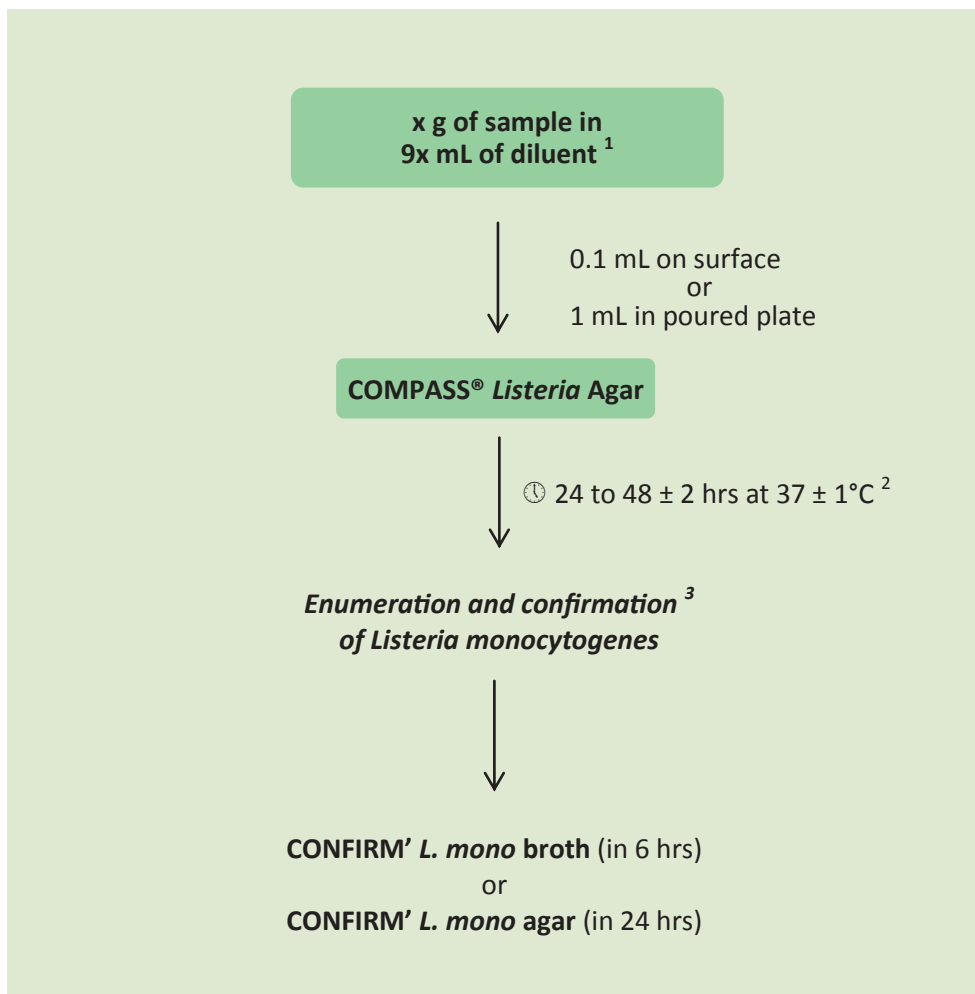 x g of sample in
9x mL of diluent ¹
0.1 mL on surface
or
1 mL in poured plate
COMPASS® Listeria Agar
24 to 48 ± 2 hrs at 37 ± 1°C ²
Enumeration and confirmation ³
of Listeria monocytogenes
CONFIRM’ L. mono broth (in 6 hrs)
or
CONFIRM’ L. mono agar (in 24 hrs)